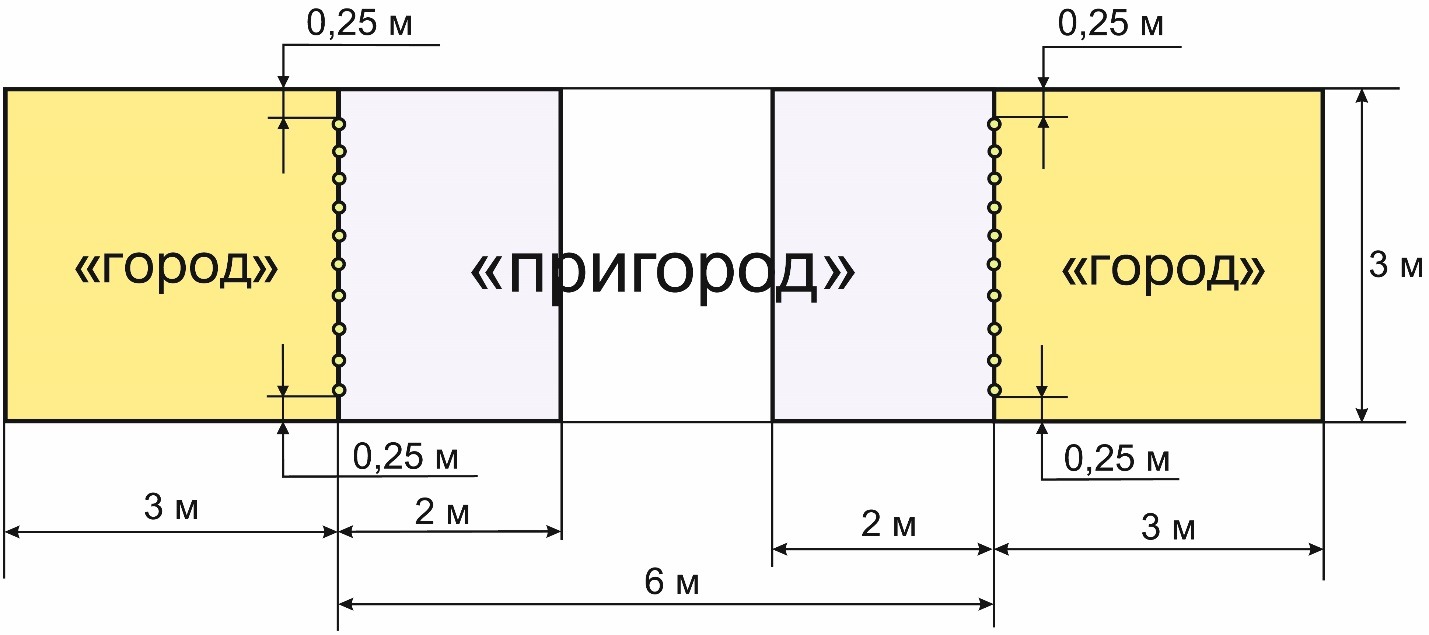 0,25 м
0,25 м
«город»
«пригород»
«город»
3 м
0,25 м
0,25 м
3 м
2 м
2 м
3 м
6 м